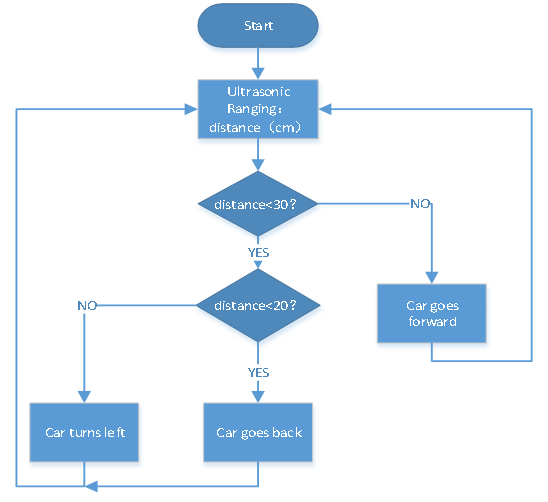 Start
Ultrasonic
Ranging：
distance（cm）
distance<30？
NO
YES
distance<20？
Car goes
forward
NO
YES
Car turns left
Car goes back